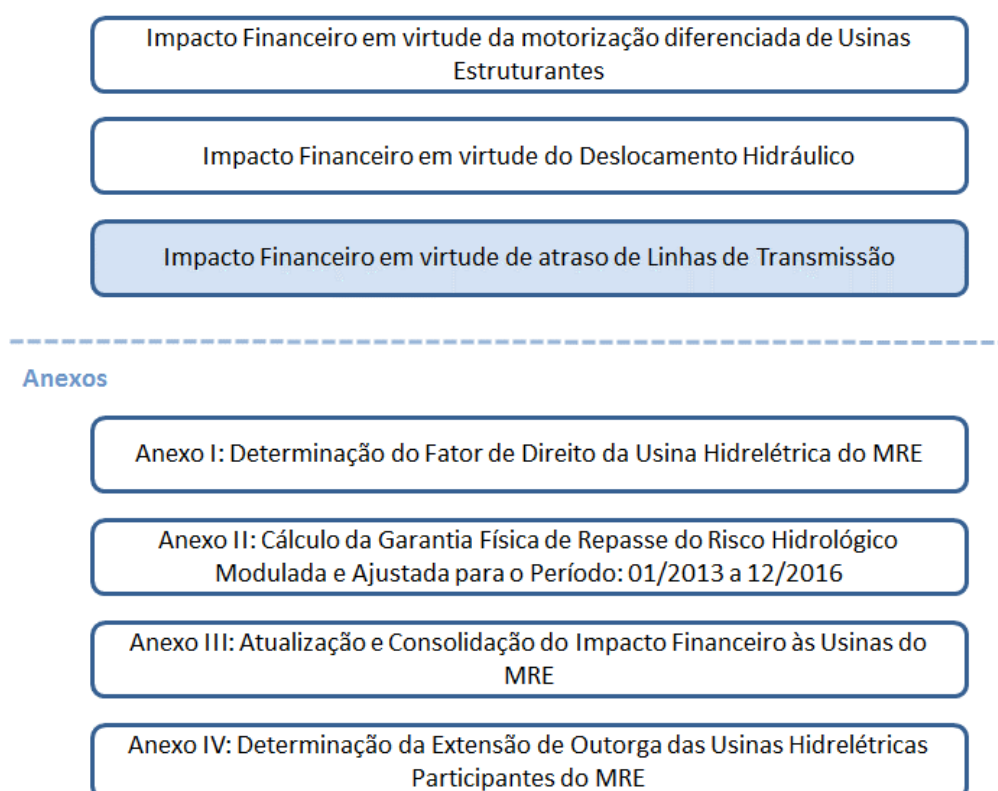 Impacto Financeiro em virtude da motorização diferenciada de Usinas
Estruturantes
Impacto Financeiro em virtude do Deslocamento Hidráulico
Impacto Financeiro em virtude de atraso de Linhas de Transmissão
Anexos
Anexo I: Determinação do Fator de Direito da Usina Hidrelétrica do MRE
Anexo II: Cálculo da Garantia Física de Repasse do Risco Hidrológico
Modulada e Ajustada para o Período: 01/2013 a 12/2016
Anexo III: Atualização e Consolidação do Impacto Financeiro às Usinas do
MRE
Anexo IV: Determinação da Extensão de Outorga das Usinas Hidrelétricas
Participantes do MRE